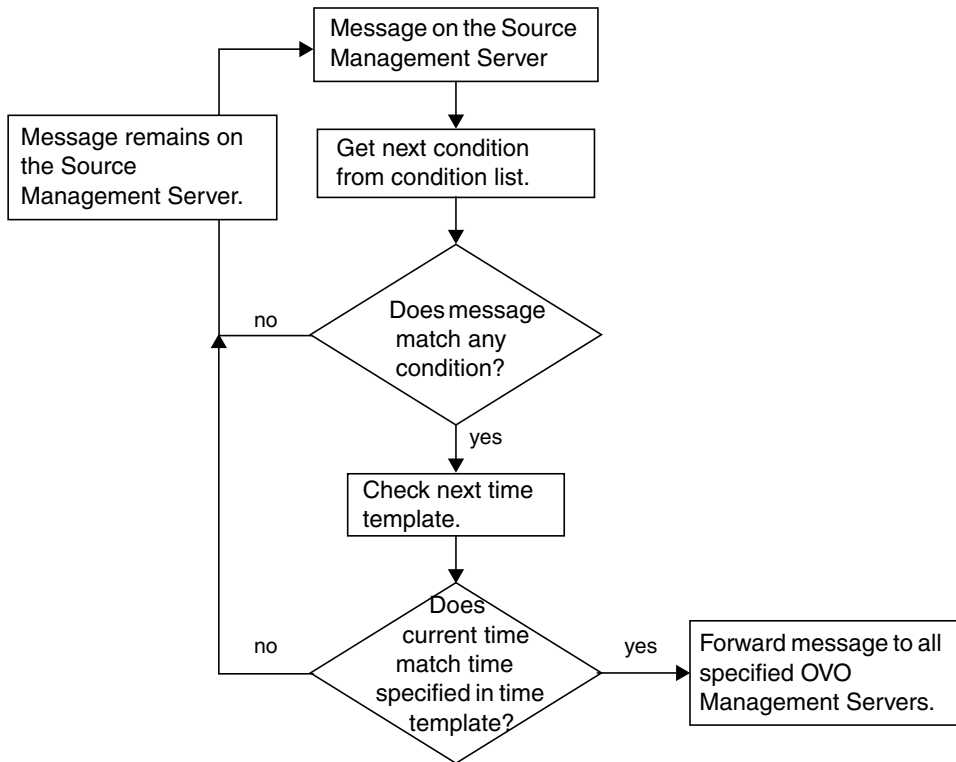 Message on the Source
Management Server
Message remains on
the Source
Management Server.
Get next condition
from condition list.
Does message
match any
condition?
no
yes
Check next time
template.
Does
current time
match time
specified in time
template?
no
yes
Forward message to all
specified OVO
Management Servers.